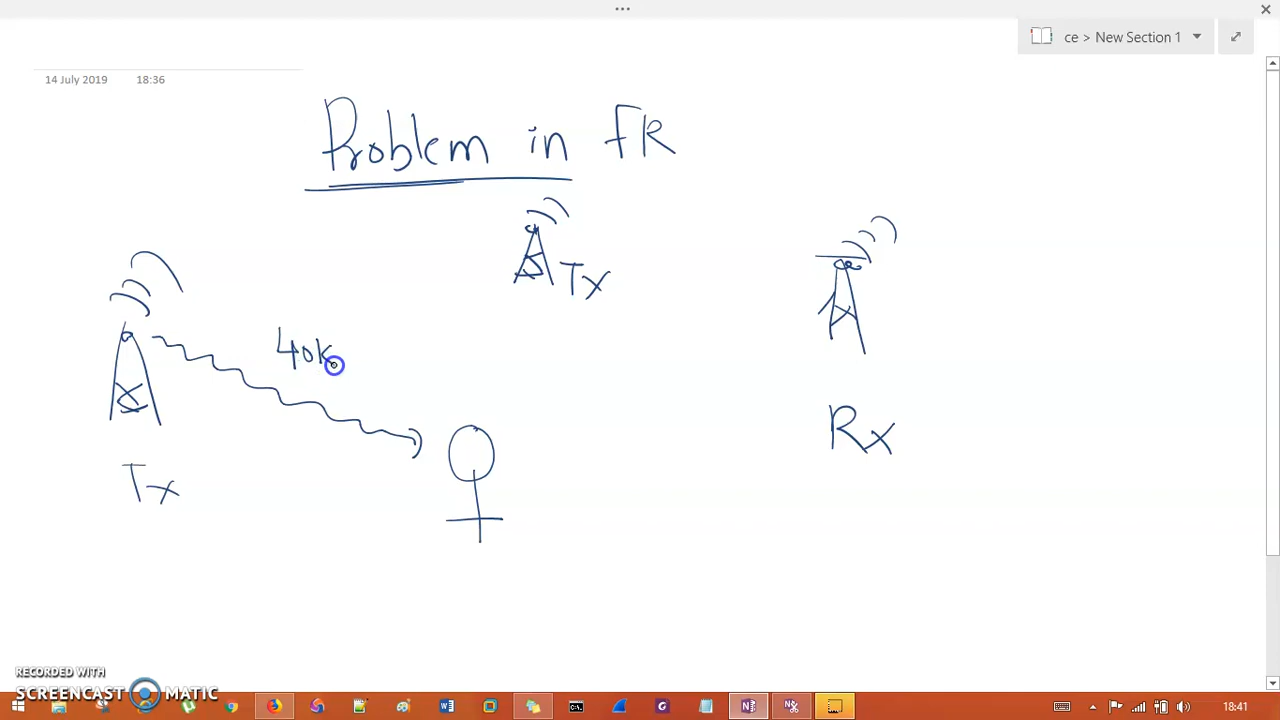 ce > New Section 1
14 July 2019 18:36
Problem in FR
Tx
40K
Rx
Tx
RECORDED WITH
SCREENCAST MATIC
18:41